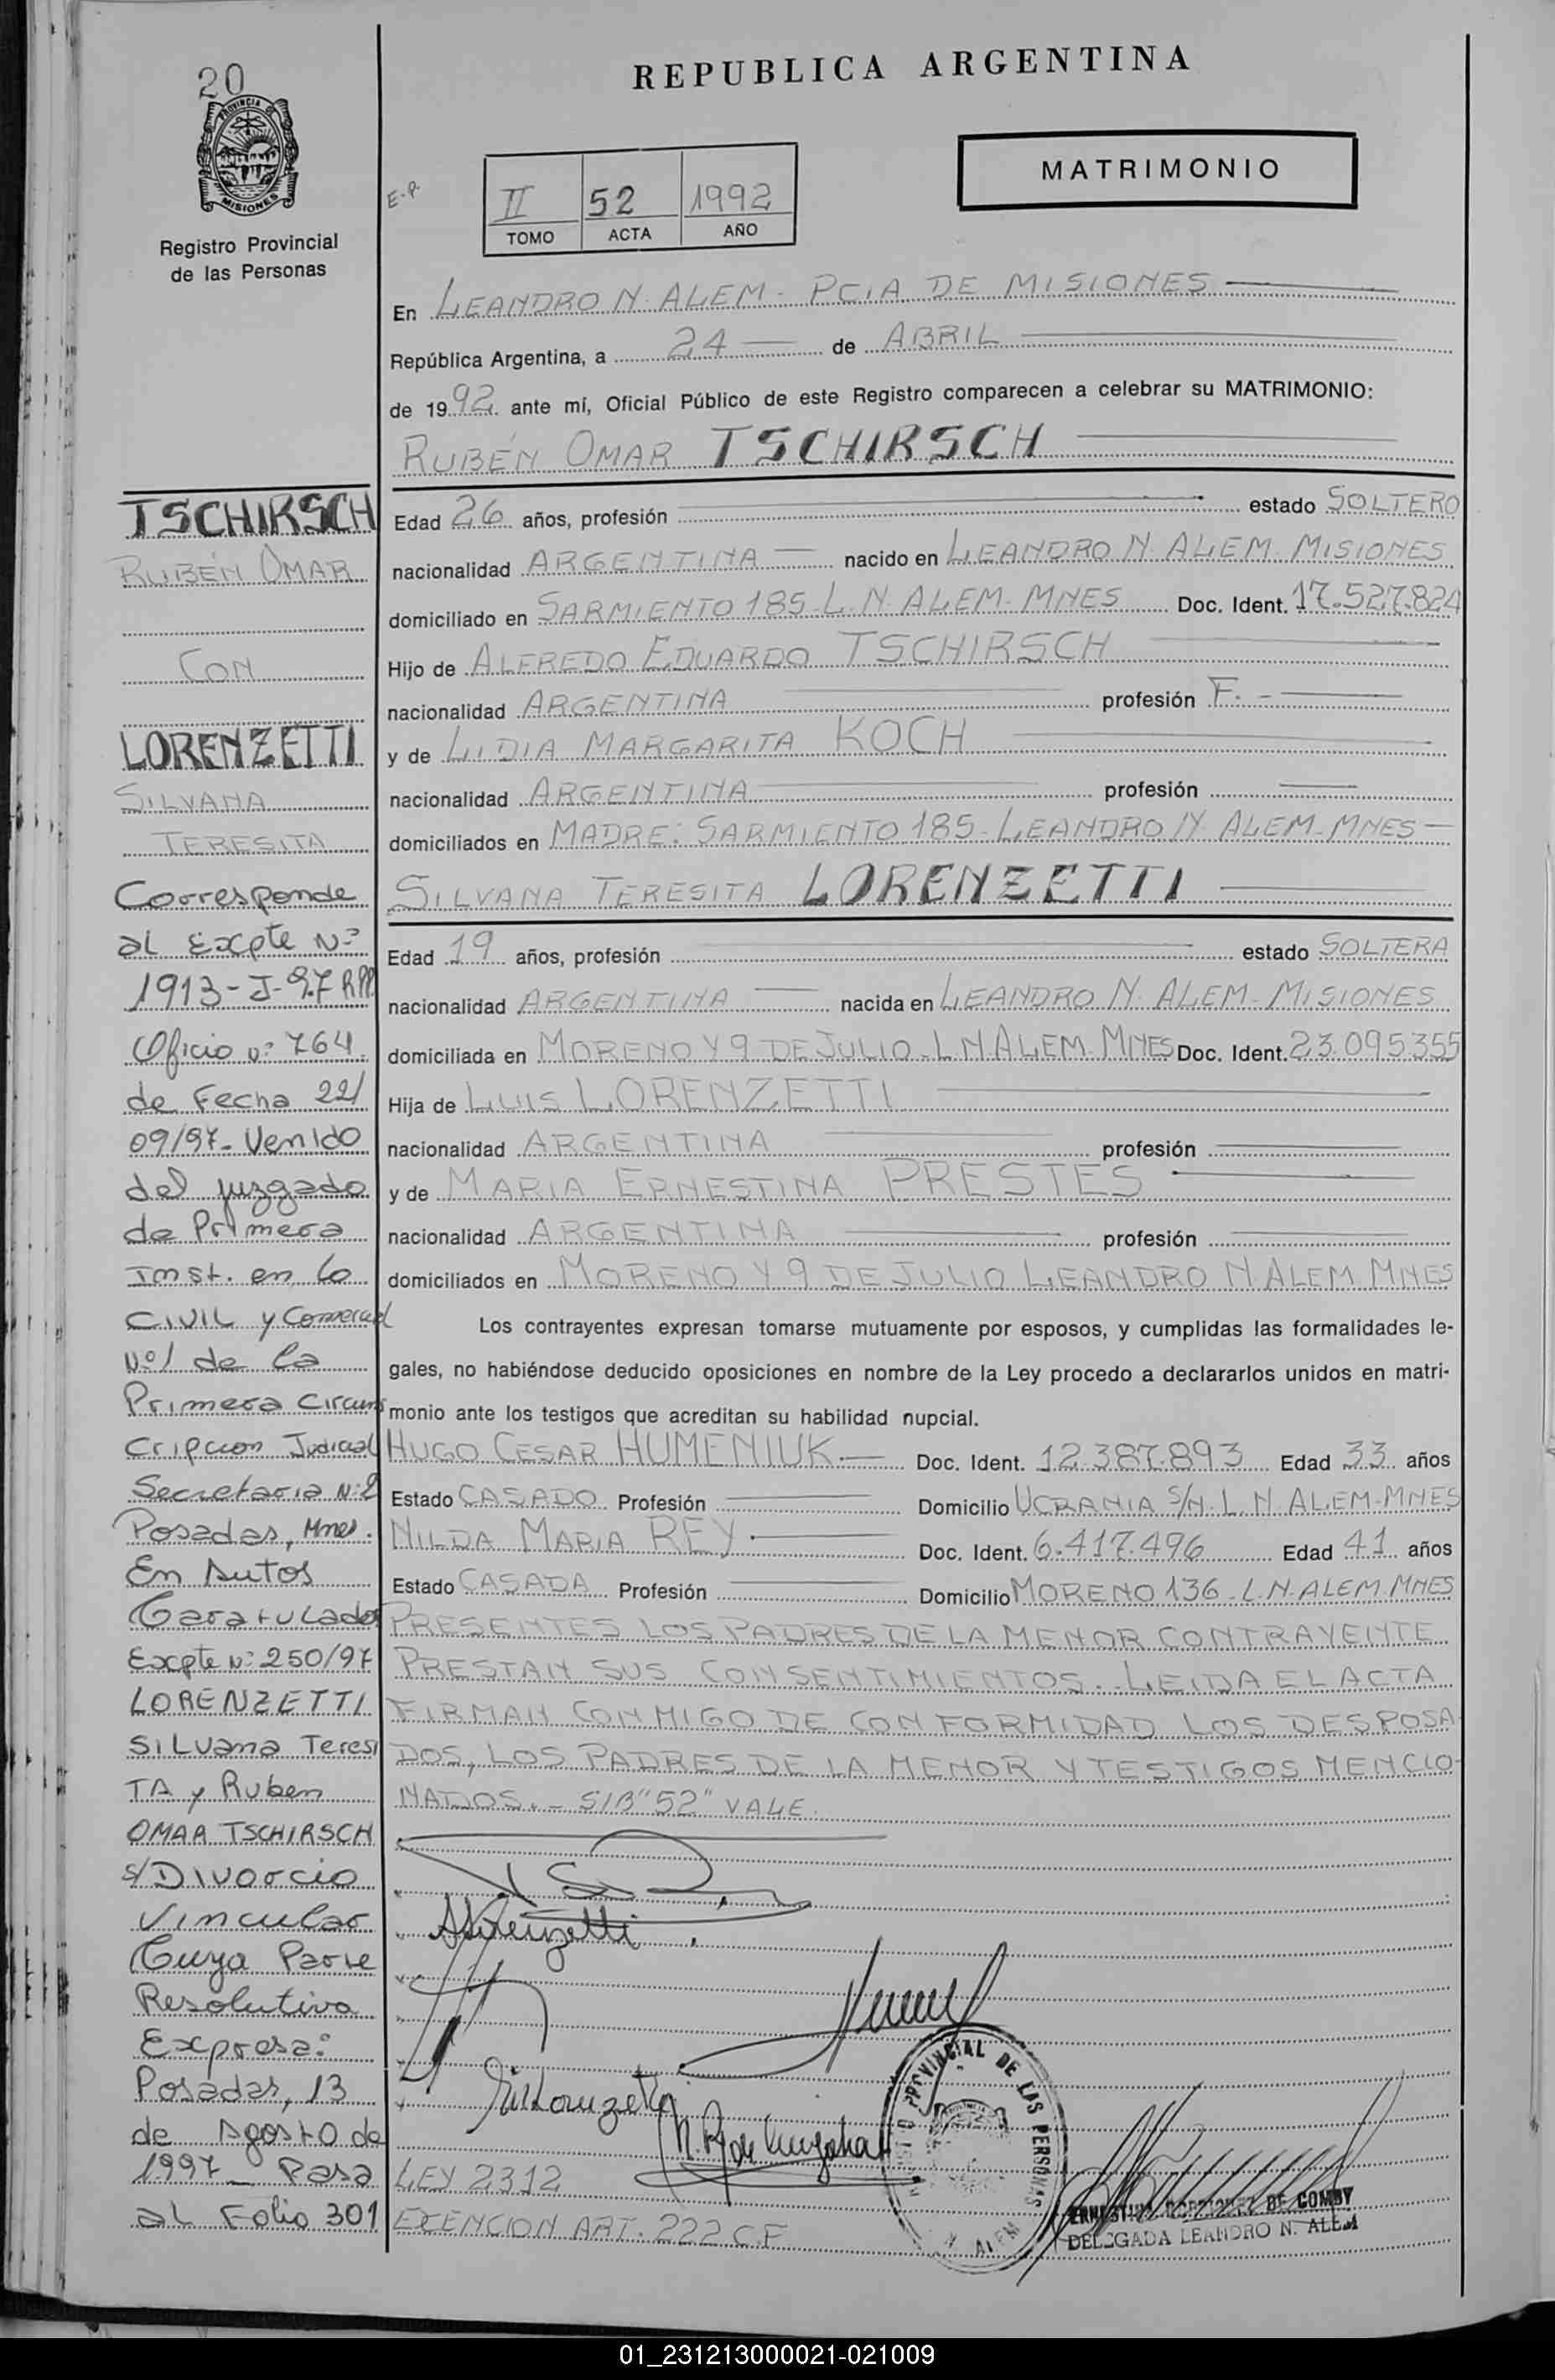 20
PROVINCIA DE MISIONES
Registro Provincial
de las Personas
REPUBLICA ARGENTINA
MATRIMONIO
E-P.
II 52 1992
TOMO ACTA AÑO
En LEANDRO N. ALEM - PCIA DE MISIONES
República Argentina, a 24 de ABRIL
de 1992 ante mí, Oficial Público de este Registro comparecen a celebrar su MATRIMONIO:
RUBÉN OMAR TSCHIRSCH
Edad 26 años, profesión estado SOLTERO
nacionalidad ARGENTINA nacido en LEANDRO N. ALEM - MISIONES
domiciliado en SARMIENTO 185 - L. N. ALEM - MNES Doc. Ident. 17.527.824
Hijo de ALFREDO EDUARDO TSCHIRSCH
nacionalidad ARGENTINA profesión F. -
y de LIDIA MARGARITA KOCH
nacionalidad ARGENTINA profesión
domiciliados en MADRE: SARMIENTO 185 - LEANDRO N ALEM - MNES
SILVANA TERESITA LORENZETTI
Edad 19 años, profesión estado SOLTERA
nacionalidad ARGENTINA nacida en LEANDRO N. ALEM - MISIONES
domiciliada en MORENO Y 9 DE JULIO - L N ALEM - MNES Doc. Ident. 23.095355
Hija de LUIS LORENZETTI
nacionalidad ARGENTINA profesión
y de MARIA ERNESTINA PRESTES
nacionalidad ARGENTINA profesión
domiciliados en MORENO Y 9 DE JULIO LEANDRO N ALEM MNES
Los contrayentes expresan tomarse mutuamente por esposos, y cumplidas las formalidades le-
gales, no habiéndose deducido oposiciones en nombre de la Ley procedo a declararlos unidos en matri-
monio ante los testigos que acreditan su habilidad nupcial.
HUGO CESAR HUMENIUK.- Doc. Ident. 12.387.893 Edad 33 años
Estado CASADO Profesión Domicilio UCRANIA S/N. L. N. ALEM-MNES
NILDA MARIA REY Doc. Ident. 6.417.496 Edad 41 años
Estado CASADA Profesión Domicilio MORENO 136 - L. N. ALEM. MNES
PRESENTES LOS PADRES DE LA MENOR CONTRAYENTE
PRESTAN SUS CONSENTIMIENTOS.. LEIDA EL ACTA
FIRMAN CONMIGO DE CONFORMIDAD LOS DESPOSA
DOS, LOS PADRES DE LA MENOR Y TESTIGOS MENCIO-
NADOS. - S/B "52" VALE.
LEY 2312
EXENCION ART. 222 C.F
PROVINCIAL DE LAS PERSONAS
N. ALEM
DE COMBY
DELEGADA LEANDRO N. ALEM
TSCHIRSCH
RUBÉN OMAR
CON
LORENZETTI
SILVANA
TERESITA
Corresponde
al Expte Nº
1913-J-97 RPP
Oficio nº 764
de Fecha 22/
09/97 - Venido
del juzgado
de Primera
Inst. en lo
CIVIL y Comercial
Nº 1 de la
Primera Circuns
cripcion Judicial
Secretaria Nº 2
Posadas, Mnes.
En Autos
Caratulados
Expte nº 250/97
LORENZETTI
SILVana Teresi
TA y Ruben
OMAR TSCHIRSCH
s/ Divorcio
Vincular
Cuya Parte
Resolutiva
Expresa:
Posadas, 13
de Agosto de
1997 - Pasa
al Folio 301
01_231213000021-021009